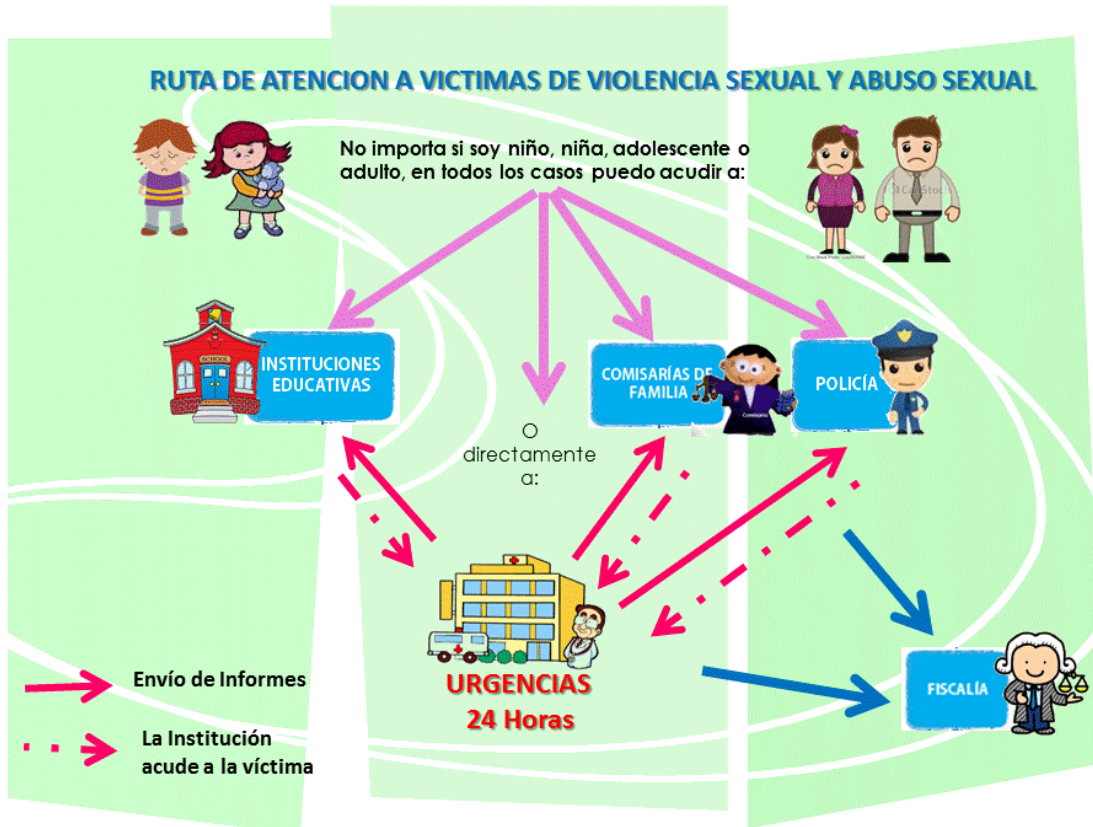 RUTA DE ATENCION A VICTIMAS DE VIOLENCIA SEXUAL Y ABUSO SEXUAL
No importa si soy niño, niña, adolescente o
adulto, en todos los casos puedo acudir a:
SCHOOL
INSTITUCIONES
EDUCATIVAS
COMISARÍAS DE
FAMILIA
Comisaria
POLICÍA
O
directamente
a:
URGENCIAS
24 Horas
FISCALÍA
Envío de Informes
La Institución
acude a la víctima